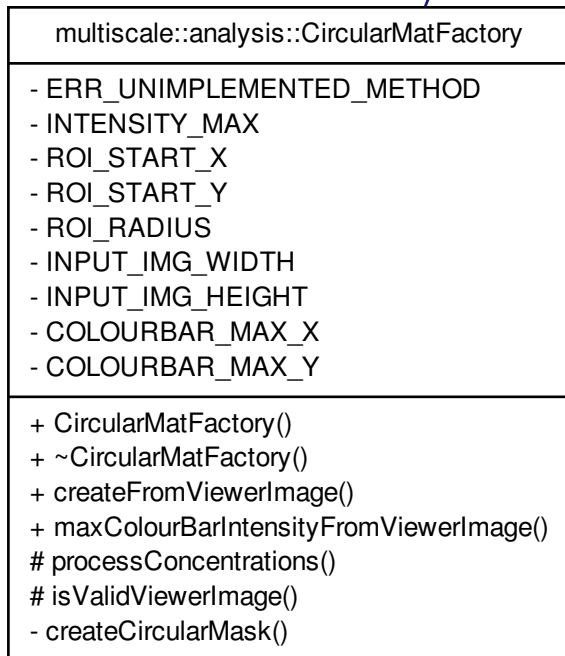 multiscale::analysis::CircularMatFactory
- ERR_UNIMPLEMENTED_METHOD
- INTENSITY_MAX
- ROI_START_X
- ROI_START_Y
- ROI_RADIUS
- INPUT_IMG_WIDTH
- INPUT_IMG_HEIGHT
- COLOURBAR_MAX_X
- COLOURBAR_MAX_Y
+ CircularMatFactory()
+ ~CircularMatFactory()
+ createFromViewerImage()
+ maxColourBarIntensityFromViewerImage()
# processConcentrations()
# isValidViewerImage()
- createCircularMask()